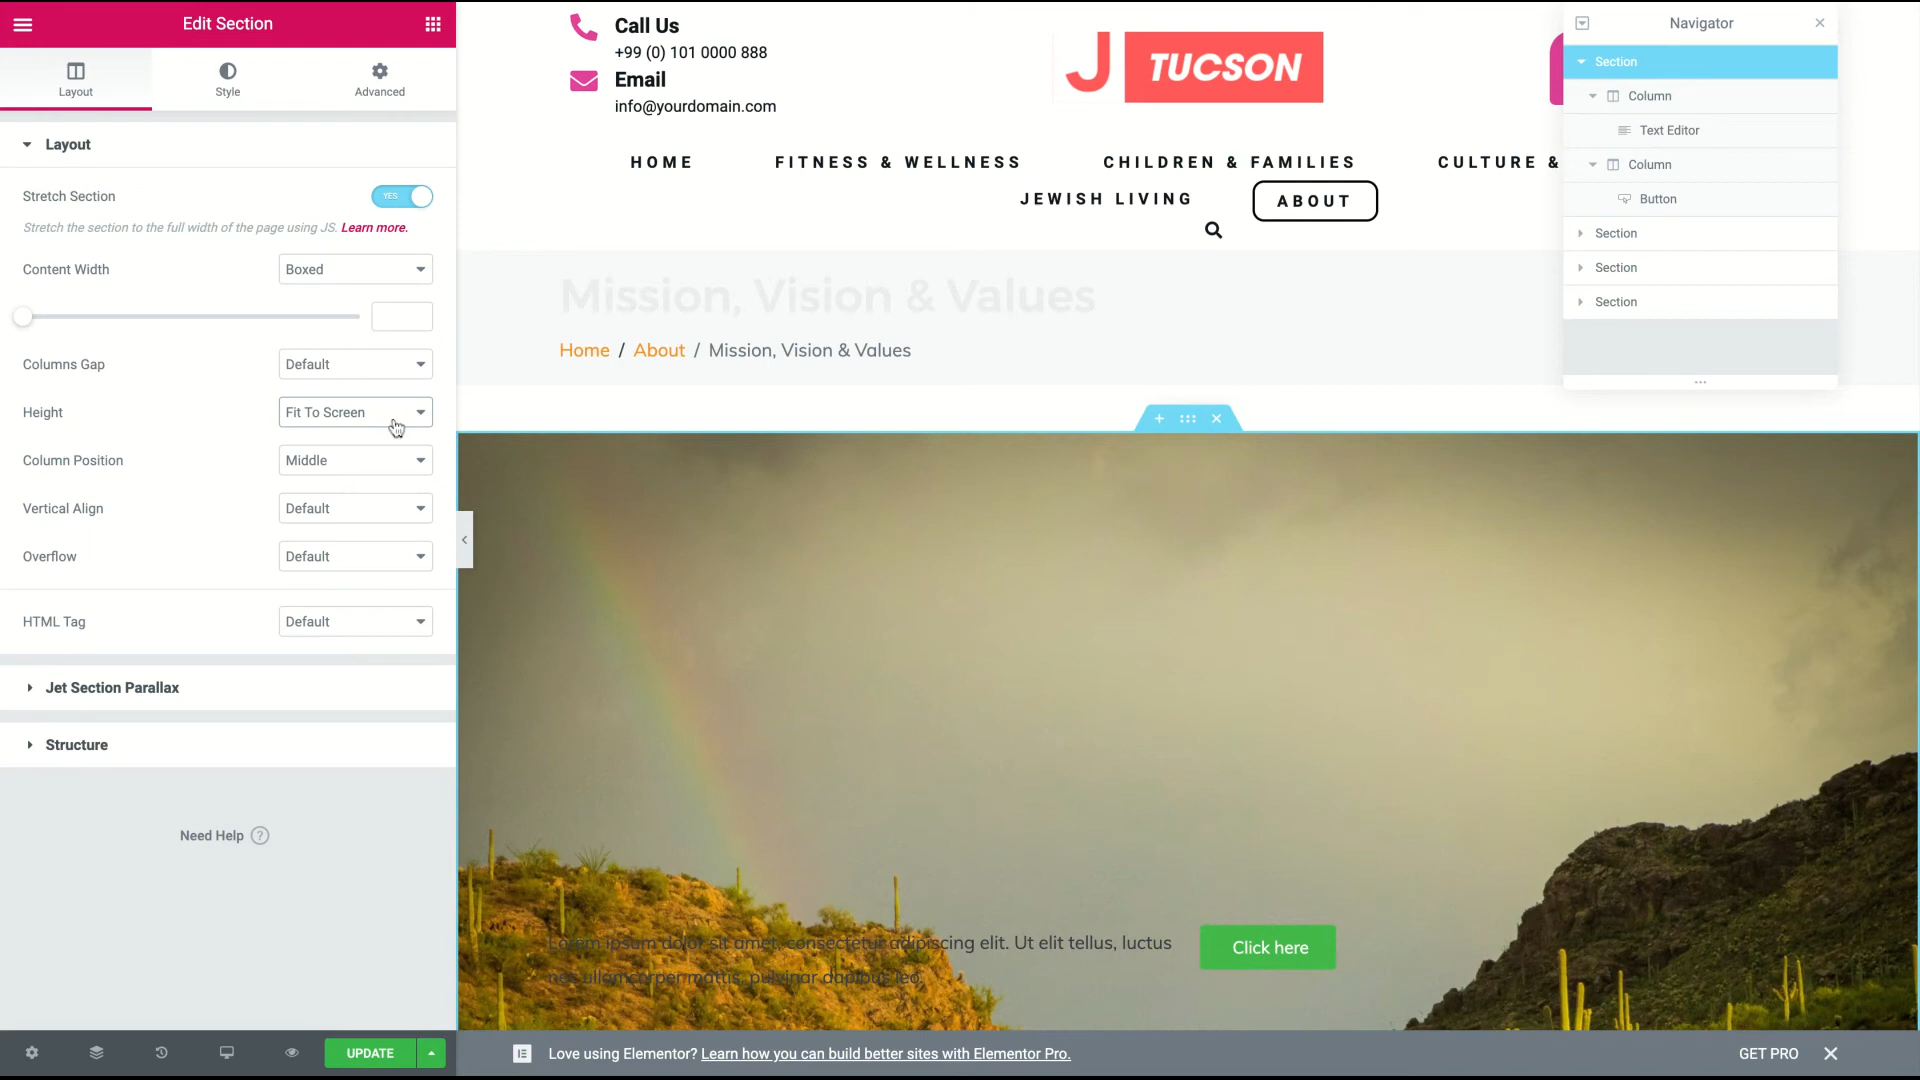 Edit Section
Layout
Style
Advanced
Layout
Stretch Section
YES
Stretch the section to the full width of the page using JS. Learn more.
Content Width
Boxed
Columns Gap
Default
Height
Fit To Screen
Column Position
Middle
Vertical Align
Default
Overflow
Default
HTML Tag
Default
Jet Section Parallax
Structure
Need Help ?
UPDATE
Call Us
+99 (0) 101 0000 888
Email
info@yourdomain.com
J TUCSON
HOME
FITNESS & WELLNESS
CHILDREN & FAMILIES
CULTURE &
JEWISH LIVING
ABOUT
Mission, Vision & Values
Home / About / Mission, Vision & Values
Lorem ipsum dolor sit amet, consectetur adipiscing elit. Ut elit tellus, luctus
nec ullamcorper mattis, pulvinar dapibus leo.
Click here
Love using Elementor? Learn how you can build better sites with Elementor Pro.
GET PRO
Navigator
Section
Column
Text Editor
Column
Button
Section
Section
Section